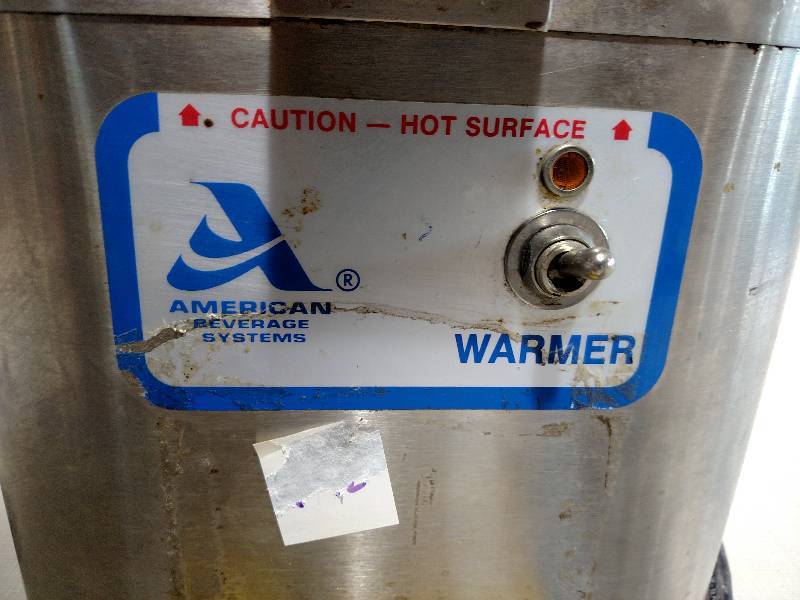 CAUTION — HOT SURFACE
®
AMERICAN
BEVERAGE
SYSTEMS
WARMER